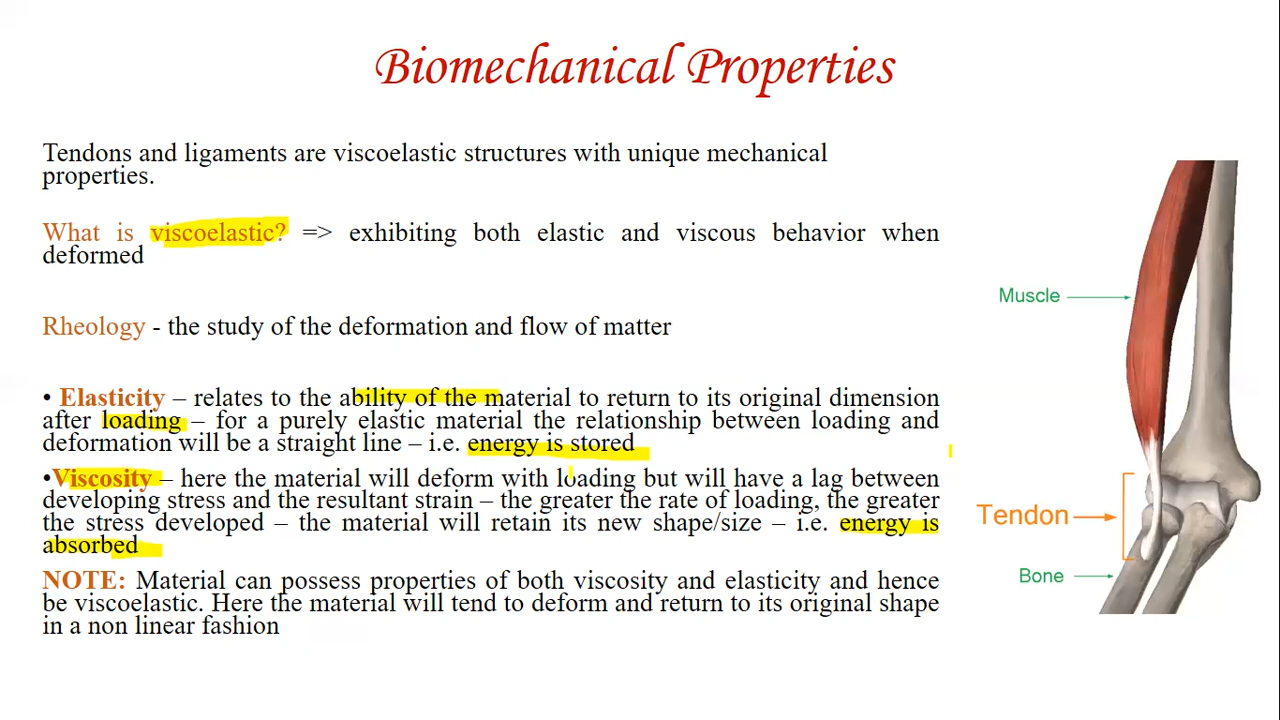 Biomechanical Properties
Tendons and ligaments are viscoelastic structures with unique mechanical
properties.
What is viscoelastic? => exhibiting both elastic and viscous behavior when
deformed
Rheology - the study of the deformation and flow of matter
• Elasticity – relates to the ability of the material to return to its original dimension
after loading – for a purely elastic material the relationship between loading and
deformation will be a straight line – i.e. energy is stored
•Viscosity – here the material will deform with loading but will have a lag between
developing stress and the resultant strain – the greater the rate of loading, the greater
the stress developed – the material will retain its new shape/size – i.e. energy is
absorbed
NOTE: Material can possess properties of both viscosity and elasticity and hence
be viscoelastic. Here the material will tend to deform and return to its original shape
in a non linear fashion
Muscle
Tendon
Bone